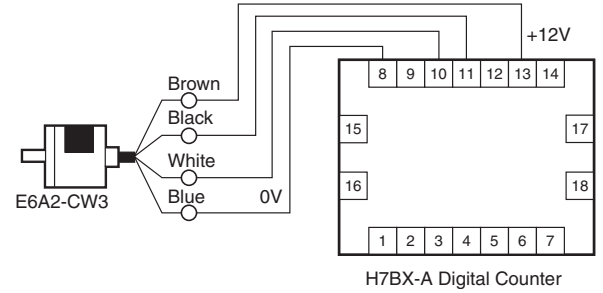 +12V
8 9 10 11 12 13 14
Brown
Black
15 17
White
Blue 0V
16 18
E6A2-CW3
1 2 3 4 5 6 7
H7BX-A Digital Counter